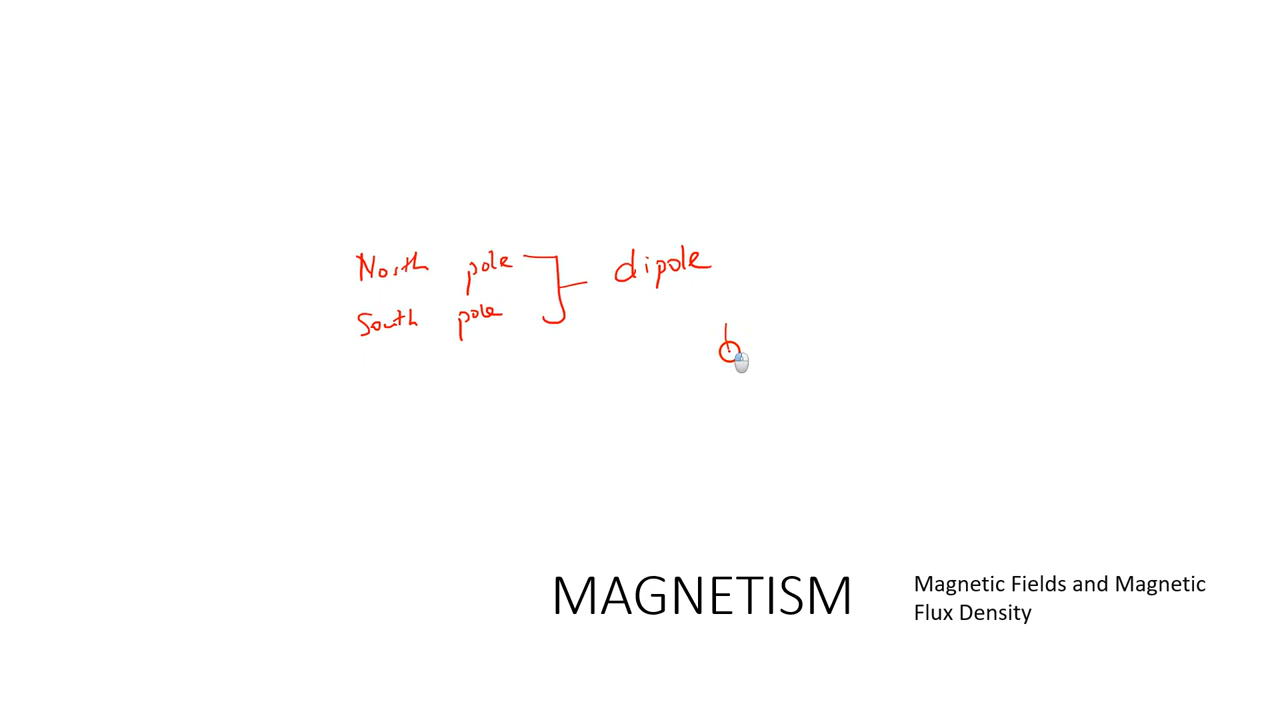 North pole
dipole
South pole
MAGNETISM
Magnetic Fields and Magnetic
Flux Density